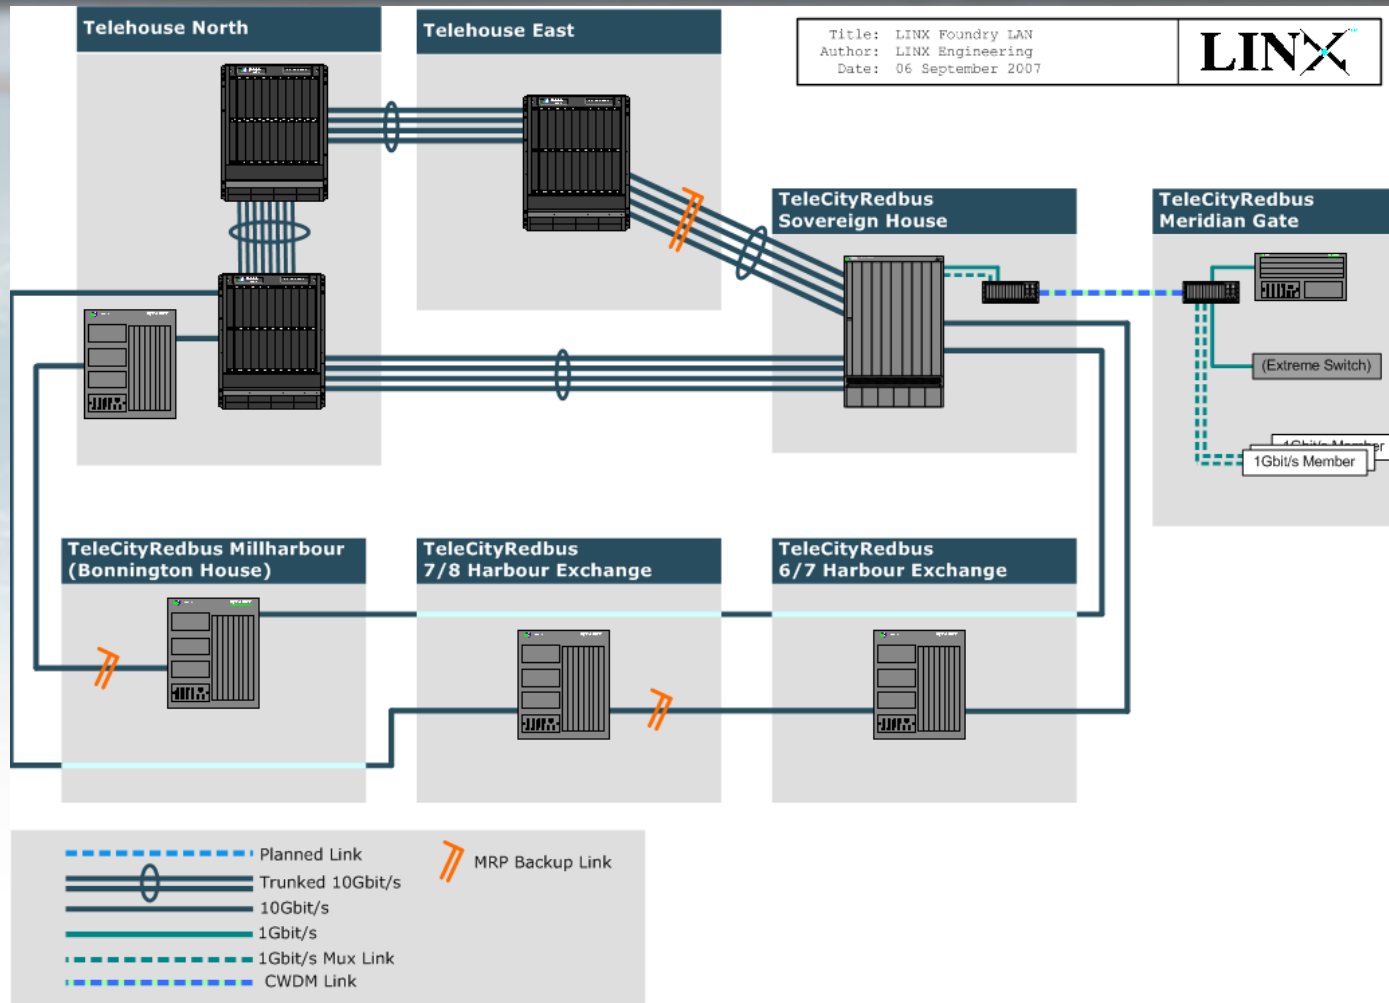 Telehouse North
Telehouse East
Title: LINX Foundry LAN
Author: LINX Engineering
Date: 06 September 2007
LINX
TeleCityRedbus
Sovereign House
TeleCityRedbus
Meridian Gate
(Extreme Switch)
1Gbit/s Member
1Gbit/s Member
TeleCityRedbus Millharbour
(Bonnington House)
TeleCityRedbus
7/8 Harbour Exchange
TeleCityRedbus
6/7 Harbour Exchange
Planned Link
Trunked 10Gbit/s
10Gbit/s
1Gbit/s
1Gbit/s Mux Link
CWDM Link
MRP Backup Link